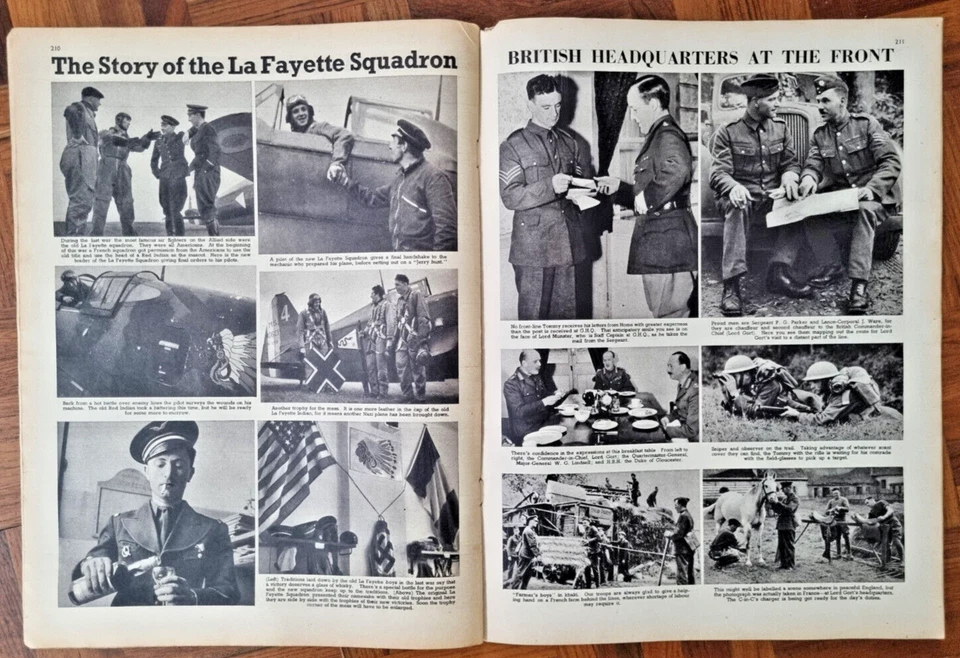 210
The Story of the La Fayette Squadron
During the last war the most famous air fighters on the Allied side were
the old La Fayette squadron. They were all Americans. At the beginning
of this war a French squadron got permission from the Americans to use the
old title and use the head of a Red Indian as the mascot. Here is the new
leader of the La Fayette Squadron giving final orders to his pilots.
A pilot of the new La Fayette Squadron gives a final handshake to the
mechanic who prepared his plane, before setting out on a "Jerry Hunt."
Back from a hot battle over enemy lines the pilot surveys the wounds on his
machine. The old Red Indian took a battering this time, but he will be ready
for some more to-morrow.
4
Another trophy for the mess. It is one more feather in the cap of the old
La Fayette Indian, for it means another Nazi plane has been brought down.
(Left) Traditions laid down by the old La Fayette boys in the last war say that
a victory deserves a glass of whisky. There's a special bottle for the purpose
and the new squadron keep up to the traditions. (Above) The original La
Fayette Squadron presented their comrades with their old trophies and here
they are side by side with the trophies of their new victories. Soon the trophy
corner of the mess will have to be enlarged.
211
BRITISH HEADQUARTERS AT THE FRONT
No front-line Tommy receives his letters from Home with greater eagerness
than the post is received at G.H.Q. That anticipatory smile you see is on
the face of Lord Munster, who is Staff Captain at G.H.Q., as he takes the
mail from the Sergeant.
Proud men are Sergeant F. G. Parker and Lance-Corporal J. Ware, for
they are chauffeur and second chauffeur to the British Commander-in-
Chief (Lord Gort). Here you see them mapping out the route for Lord
Gort's visit to a distant part of the line.
There's confidence in the expressions at this breakfast table. From left to
right, the Commander-in-Chief, Lord Gort, the Quartermaster-General,
Major-General W. G. Lindsell, and H.R.H. the Duke of Gloucester.
Sniper and observer on the trail. Taking advantage of whatever scant
cover they can find, the Tommy with the rifle is waiting for his comrade
with the field-glasses to pick up a target.
"Farmer's boys" in khaki. Our troops are always glad to give a help-
ing hand on a French farm behind the lines, wherever shortage of labour
may require it.
This might well be labelled a scene somewhere in peaceful England, but
the photograph was actually taken in France—at Lord Gort's headquarters.
The C-in-C's charger is being got ready for the day's duties.